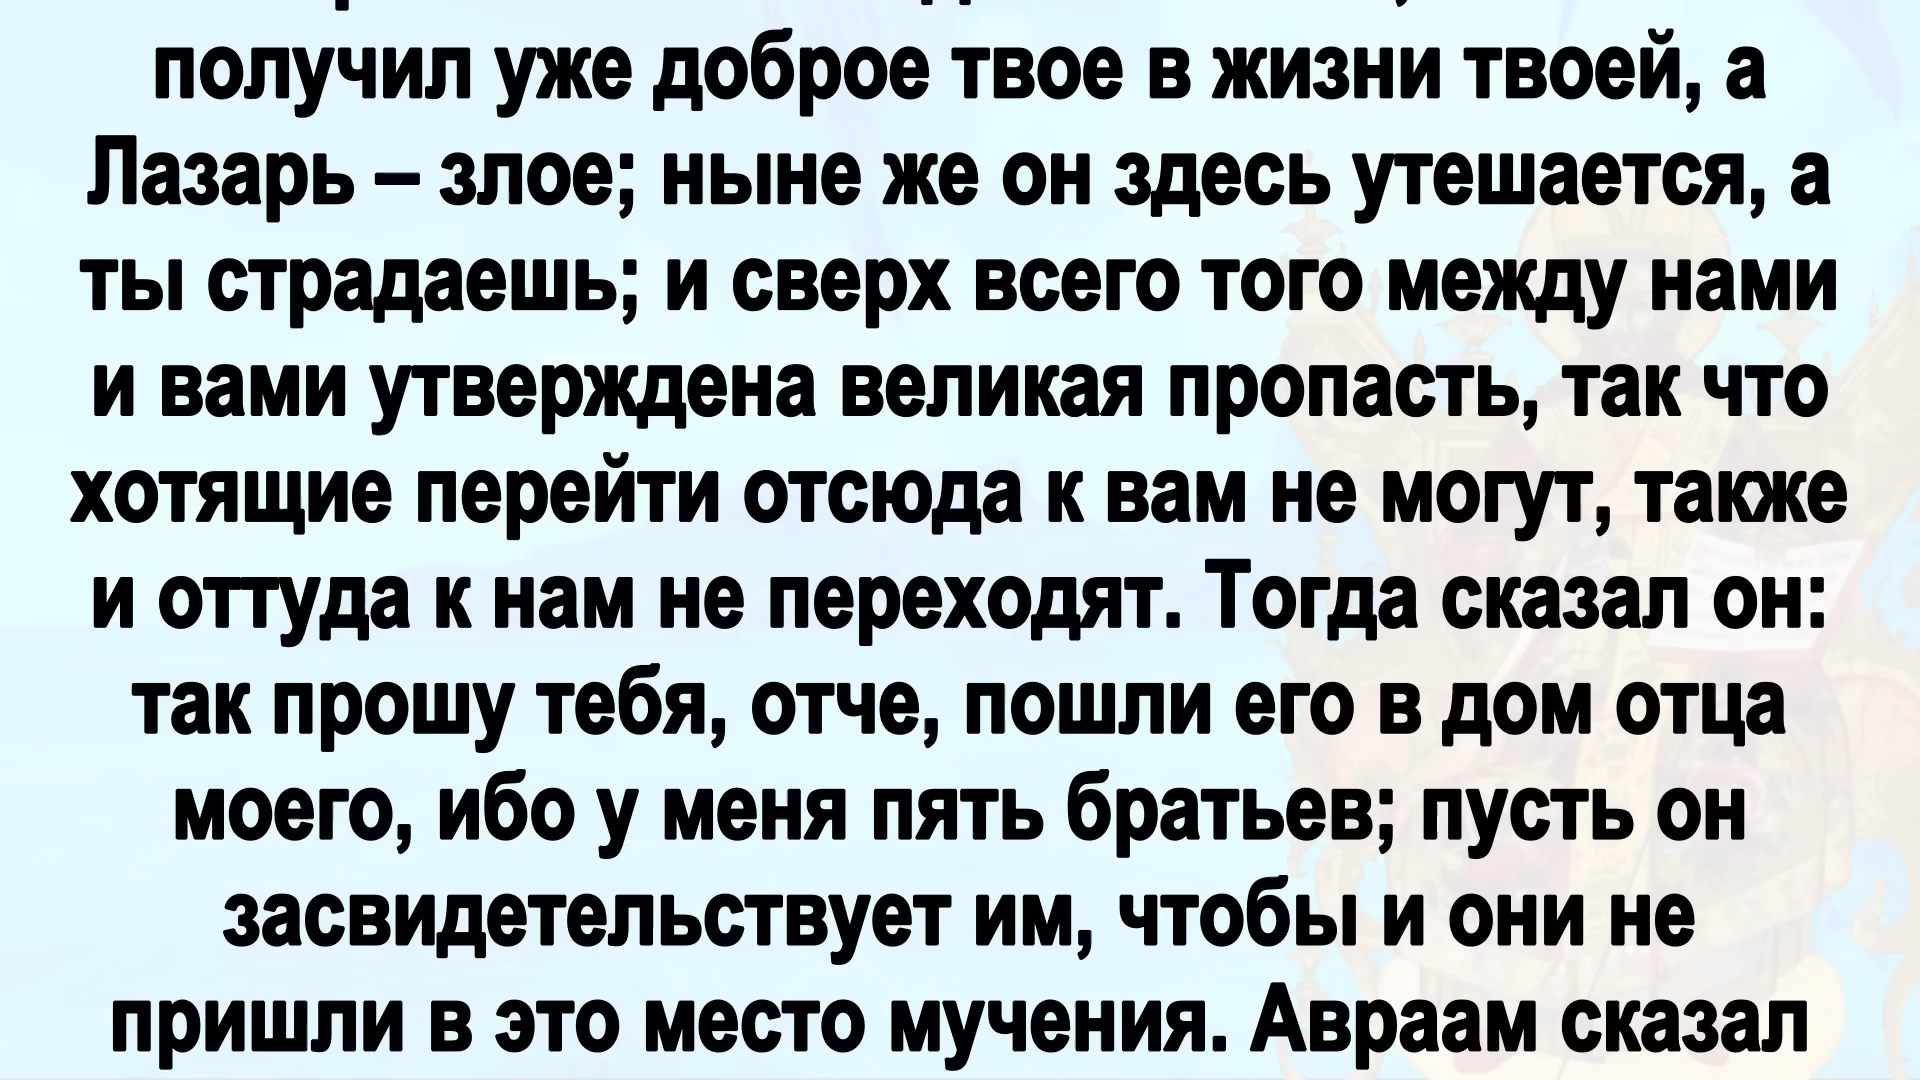 получил уже доброе твое в жизни твоей, а
Лазарь – злое; ныне же он здесь утешается, а
ты страдаешь; и сверх всего того между нами
и вами утверждена великая пропасть, так что
хотящие перейти отсюда к вам не могут, также
и оттуда к нам не переходят. Тогда сказал он:
так прошу тебя, отче, пошли его в дом отца
моего, ибо у меня пять братьев; пусть он
засвидетельствует им, чтобы и они не
пришли в это место мучения. Авраам сказал